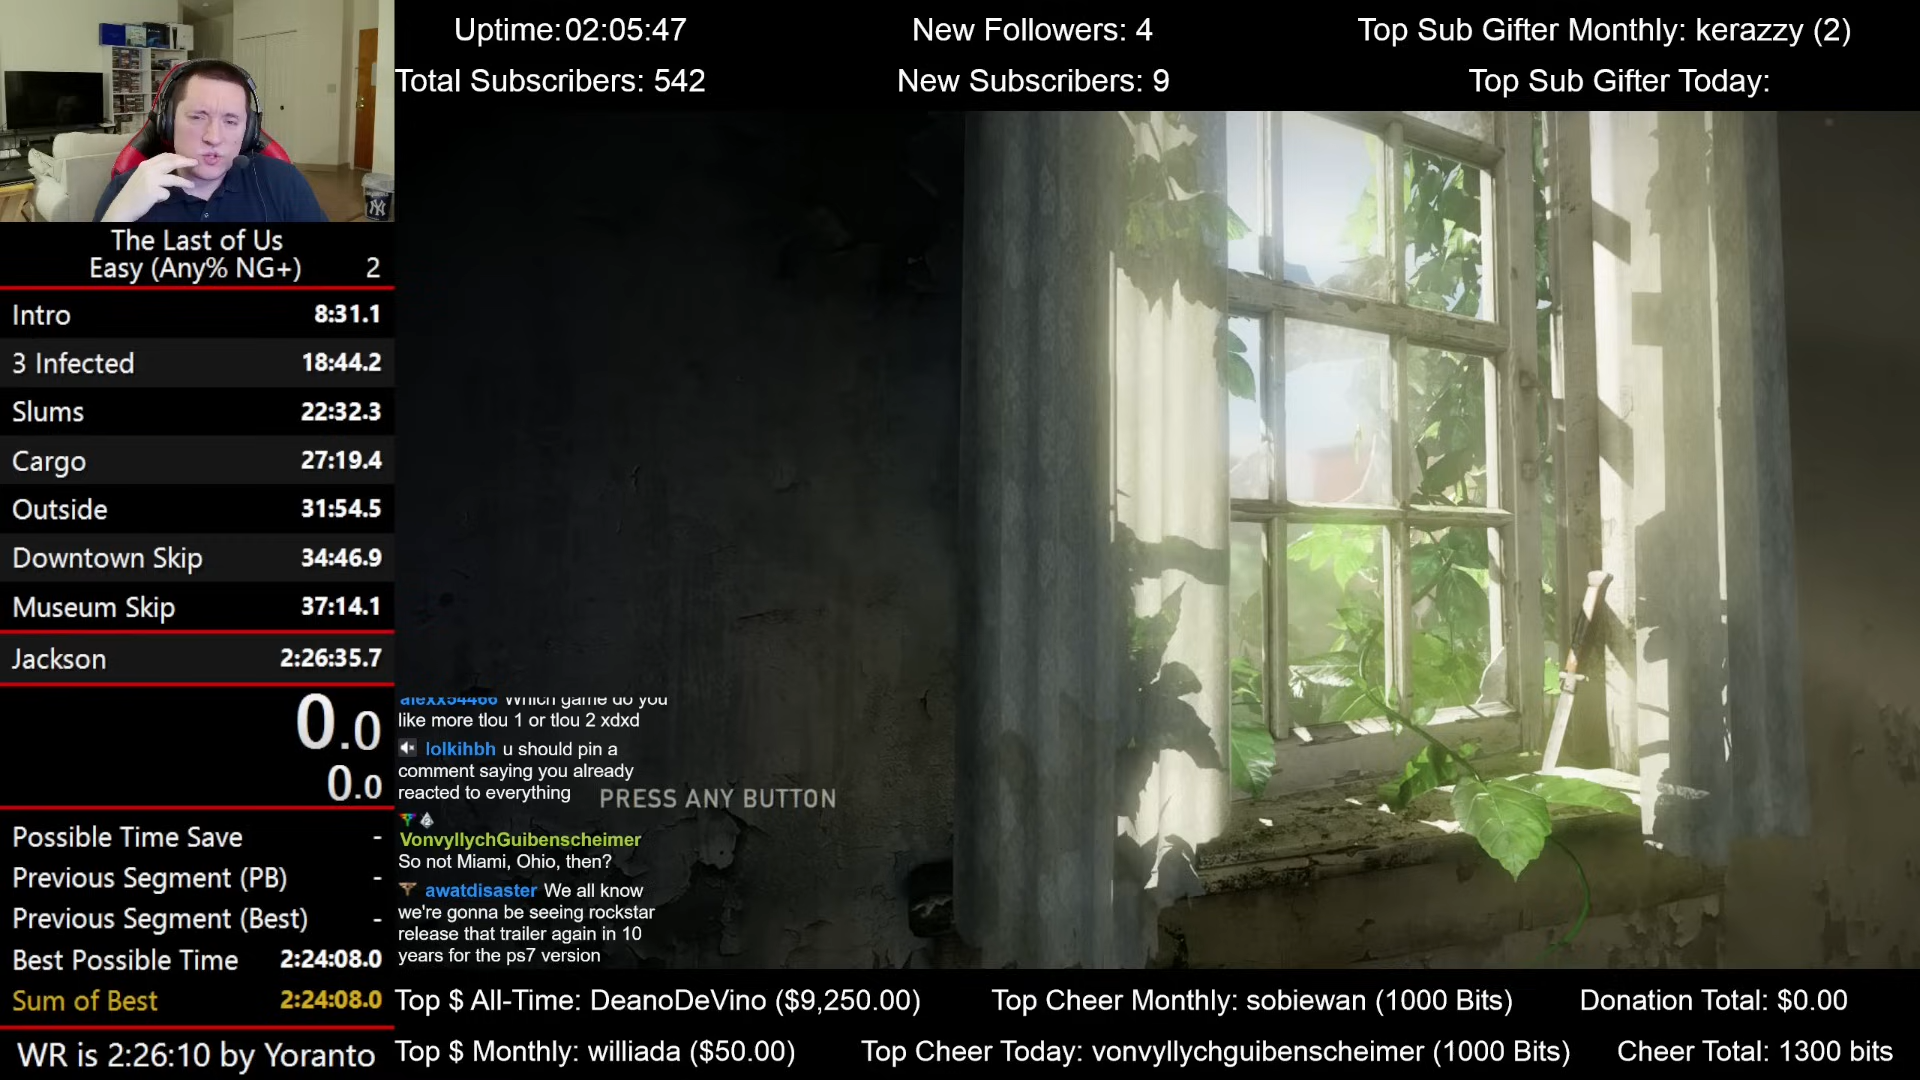 Uptime: 02:05:47
New Followers: 4
Top Sub Gifter Monthly: kerazzy (2)
Total Subscribers: 542
New Subscribers: 9
Top Sub Gifter Today:
The Last of Us
Easy (Any% NG+) 2
Intro 8:31.1
3 Infected 18:44.2
Slums 22:32.3
Cargo 27:19.4
Outside 31:54.5
Downtown Skip 34:46.9
Museum Skip 37:14.1
Jackson 2:26:35.7
0.0
0.0
Possible Time Save -
Previous Segment (PB) -
Previous Segment (Best) -
Best Possible Time 2:24:08.0
Sum of Best 2:24:08.0
WR is 2:26:10 by Yoranto
alexx54466 Which game do you
like more tlou 1 or tlou 2 xdxd
lolkihbh u should pin a
comment saying you already
reacted to everything
PRESS ANY BUTTON
VonvyllychGuibenscheimer
So not Miami, Ohio, then?
awatdisaster We all know
we're gonna be seeing rockstar
release that trailer again in 10
years for the ps7 version
Top $ All-Time: DeanoDeVino ($9,250.00)
Top Cheer Monthly: sobiewan (1000 Bits)
Donation Total: $0.00
Top $ Monthly: williada ($50.00)
Top Cheer Today: vonvyllychguibenscheimer (1000 Bits)
Cheer Total: 1300 bits